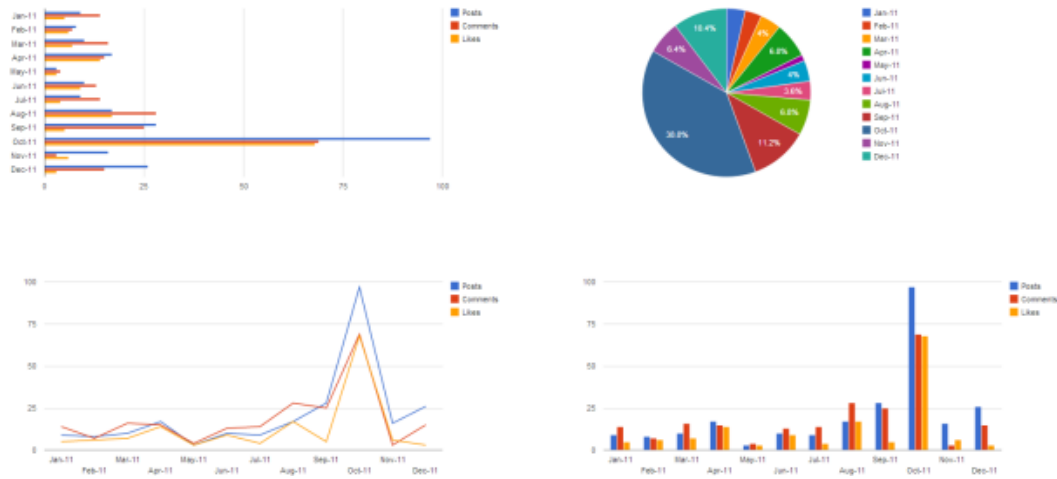 Jan-11
Feb-11
Mar-11
Apr-11
May-11
Jun-11
Jul-11
Aug-11
Sep-11
Oct-11
Nov-11
Dec-11
0 25 50 75 100
Posts
Comments
Likes
10.4%
6.4%
4%
6.8%
4%
3.6%
6.8%
11.2%
38.8%
Jan-11
Feb-11
Mar-11
Apr-11
May-11
Jun-11
Jul-11
Aug-11
Sep-11
Oct-11
Nov-11
Dec-11
100
75
50
25
0
Jan-11 Mar-11 May-11 Jul-11 Sep-11 Nov-11
Feb-11 Apr-11 Jun-11 Aug-11 Oct-11 Dec-11
Posts
Comments
Likes
100
75
50
25
0
Jan-11 Mar-11 May-11 Jul-11 Sep-11 Nov-11
Feb-11 Apr-11 Jun-11 Aug-11 Oct-11 Dec-11
Posts
Comments
Likes